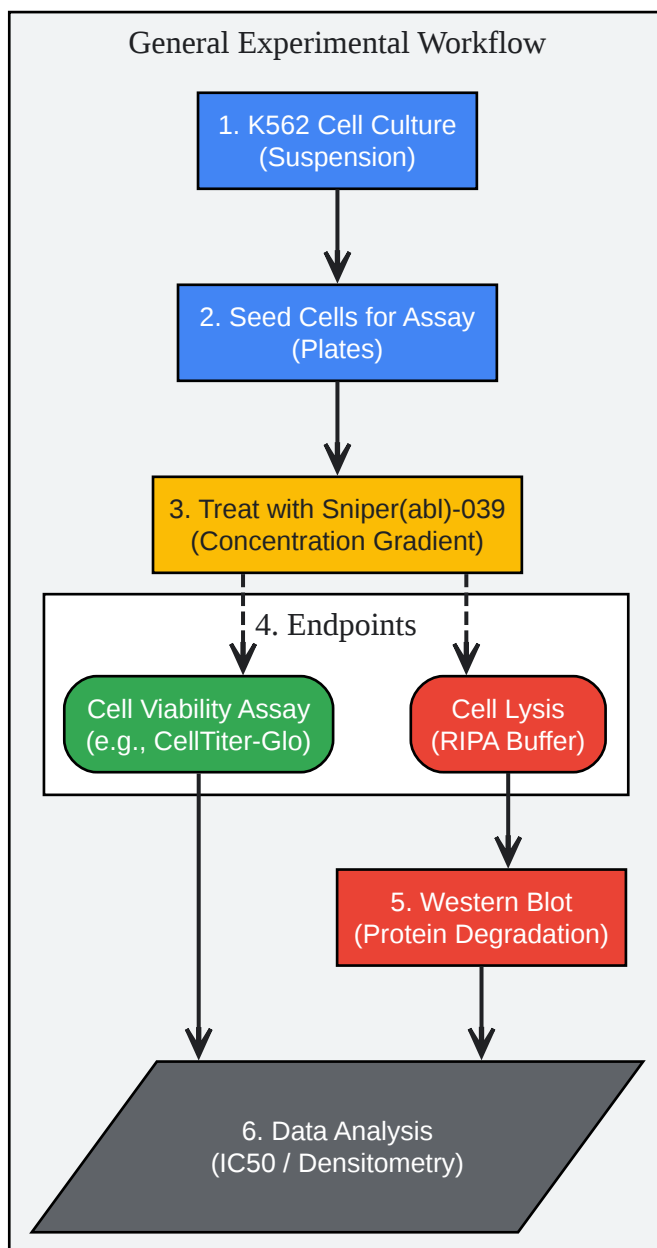 General Experimental Workflow
1. K562 Cell Culture
(Suspension)
2. Seed Cells for Assay
(Plates)
3. Treat with Sniper(abl)-039
(Concentration Gradient)
4. Endpoints
Cell Viability Assay
(e.g., CellTiter-Glo)
Cell Lysis
(RIPA Buffer)
5. Western Blot
(Protein Degradation)
6. Data Analysis
(IC50 / Densitometry)